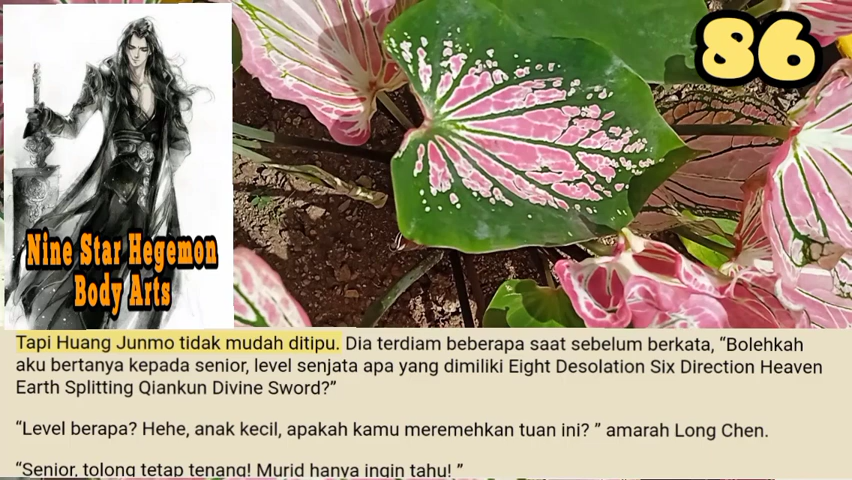 86
Nine Star Hegemon
Body Arts
Tapi Huang Junmo tidak mudah ditipu. Dia terdiam beberapa saat sebelum berkata, “Bolehkah
aku bertanya kepada senior, level senjata apa yang dimiliki Eight Desolation Six Direction Heaven
Earth Splitting Qiankun Divine Sword?”
“Level berapa? Hehe, anak kecil, apakah kamu meremehkan tuan ini? ” amarah Long Chen.
“Senior, tolong tetap tenang! Murid hanya ingin tahu! ”